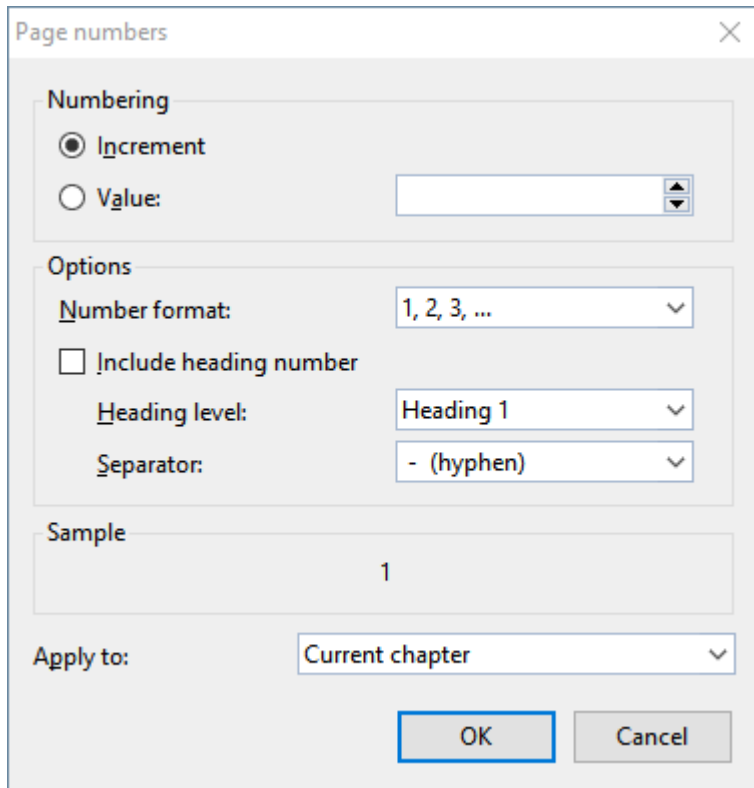 Page numbers
Numbering
Increment
Value:
Options
Number format: 1, 2, 3, ...
Include heading number
Heading level: Heading 1
Separator: - (hyphen)
Sample
1
Apply to: Current chapter
OK Cancel